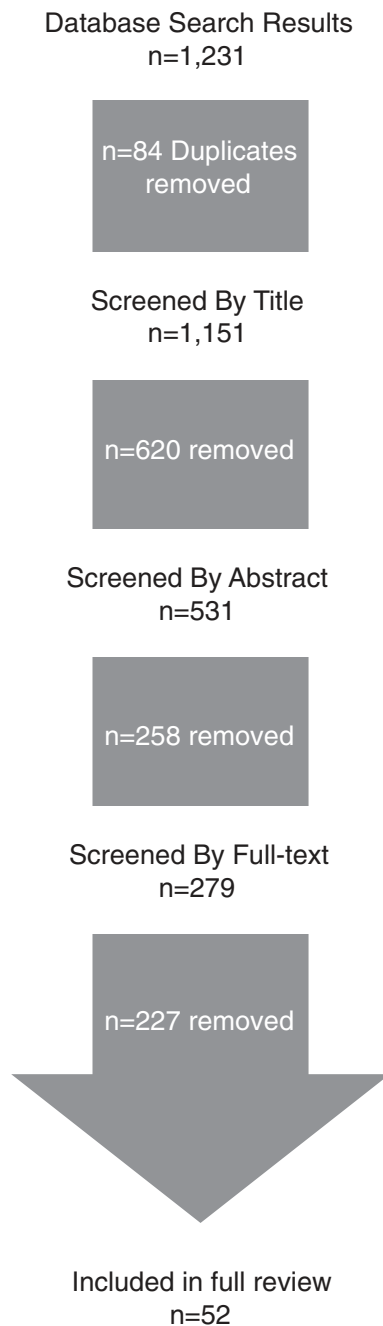 Database Search Results
n=1,231
n=84 Duplicates
removed
Screened By Title
n=1,151
n=620 removed
Screened By Abstract
n=531
n=258 removed
Screened By Full-text
n=279
n=227 removed
Included in full review
n=52